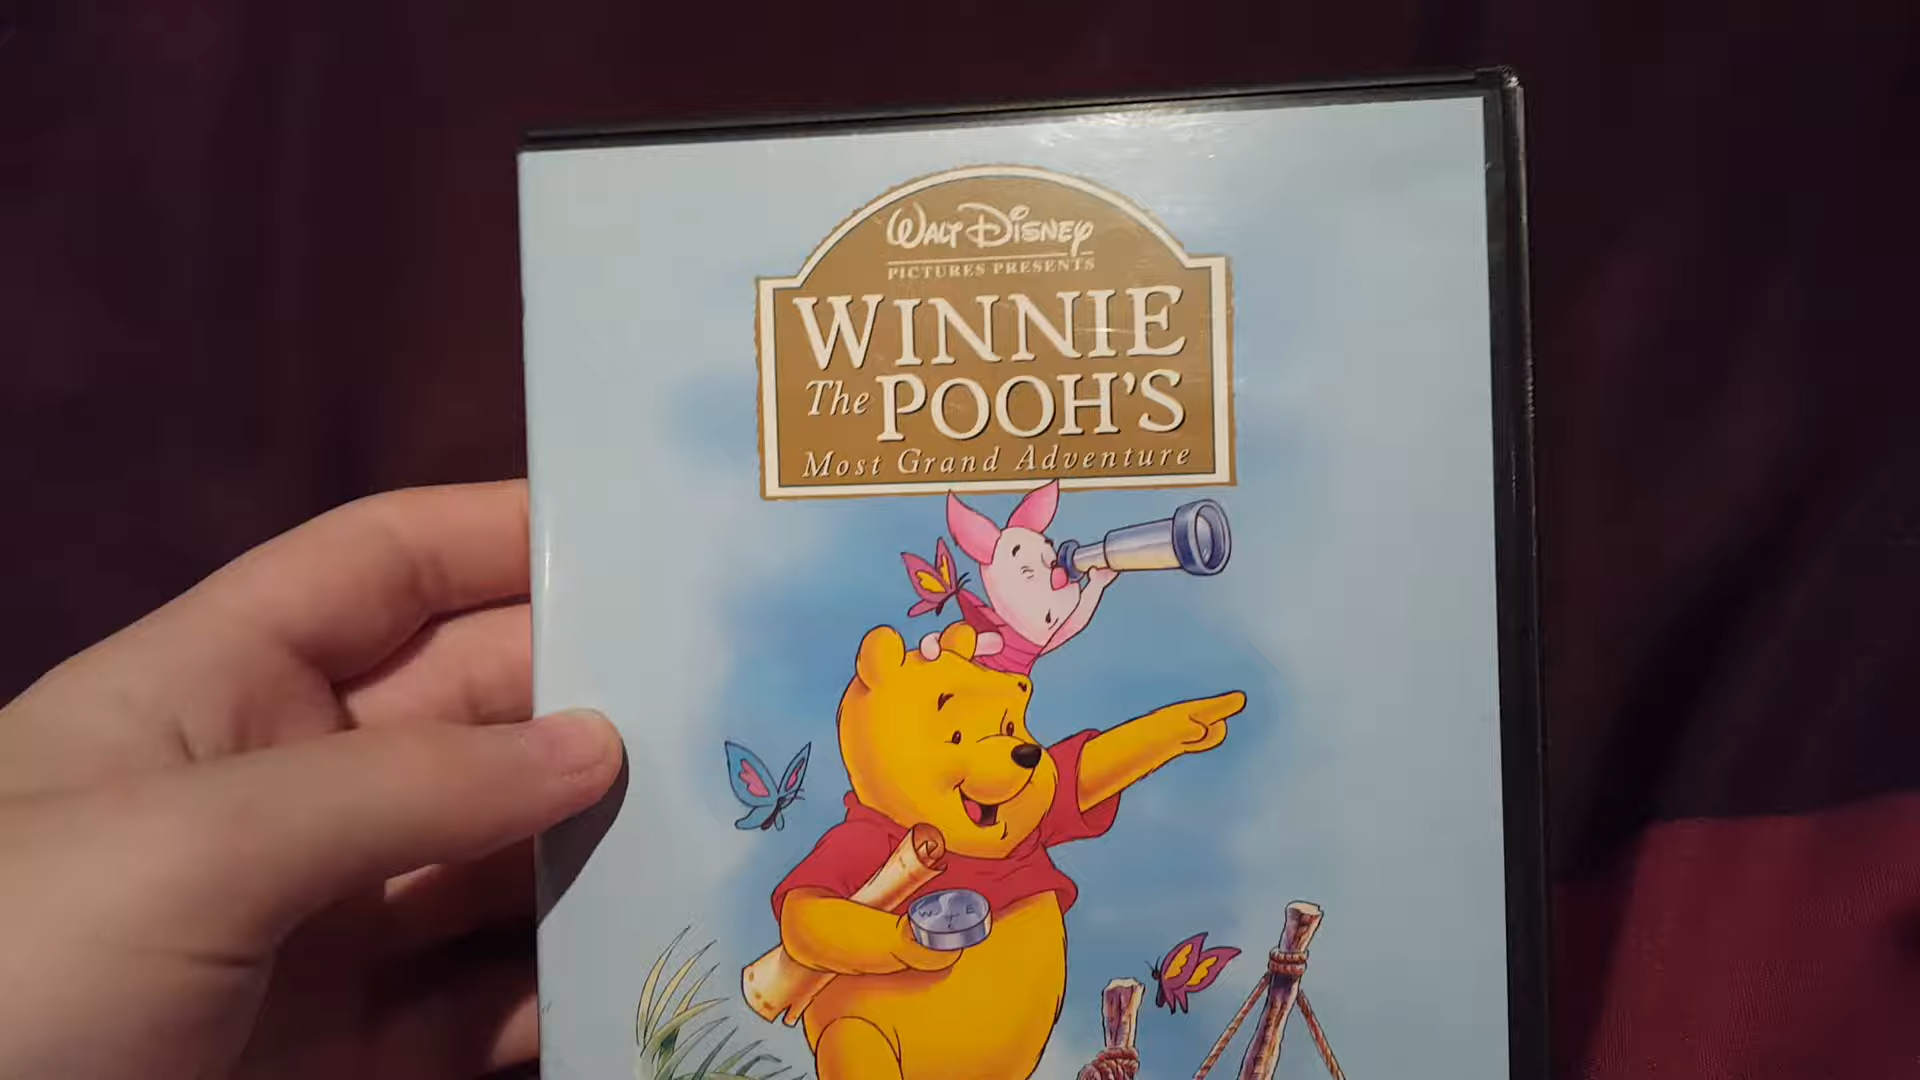 WALT DISNEY
PICTURES PRESENTS
WINNIE
The POOH'S
Most Grand Adventure
W E